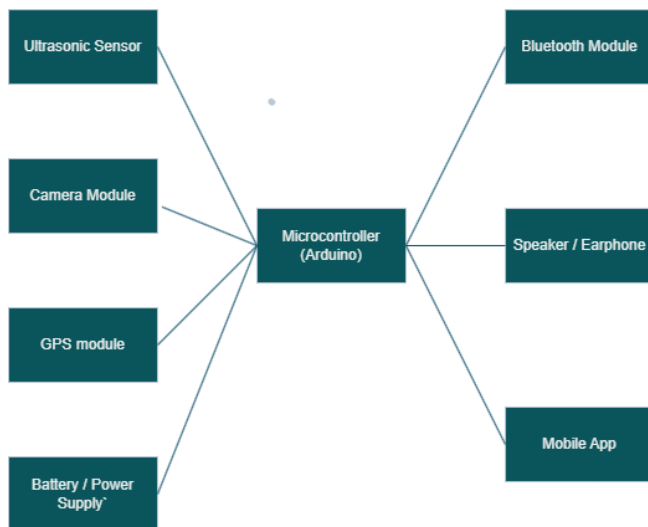 Ultrasonic Sensor
Bluetooth Module
Camera Module
Microcontroller
(Arduino)
Speaker / Earphone
GPS module
Mobile App
Battery / Power
Supply`